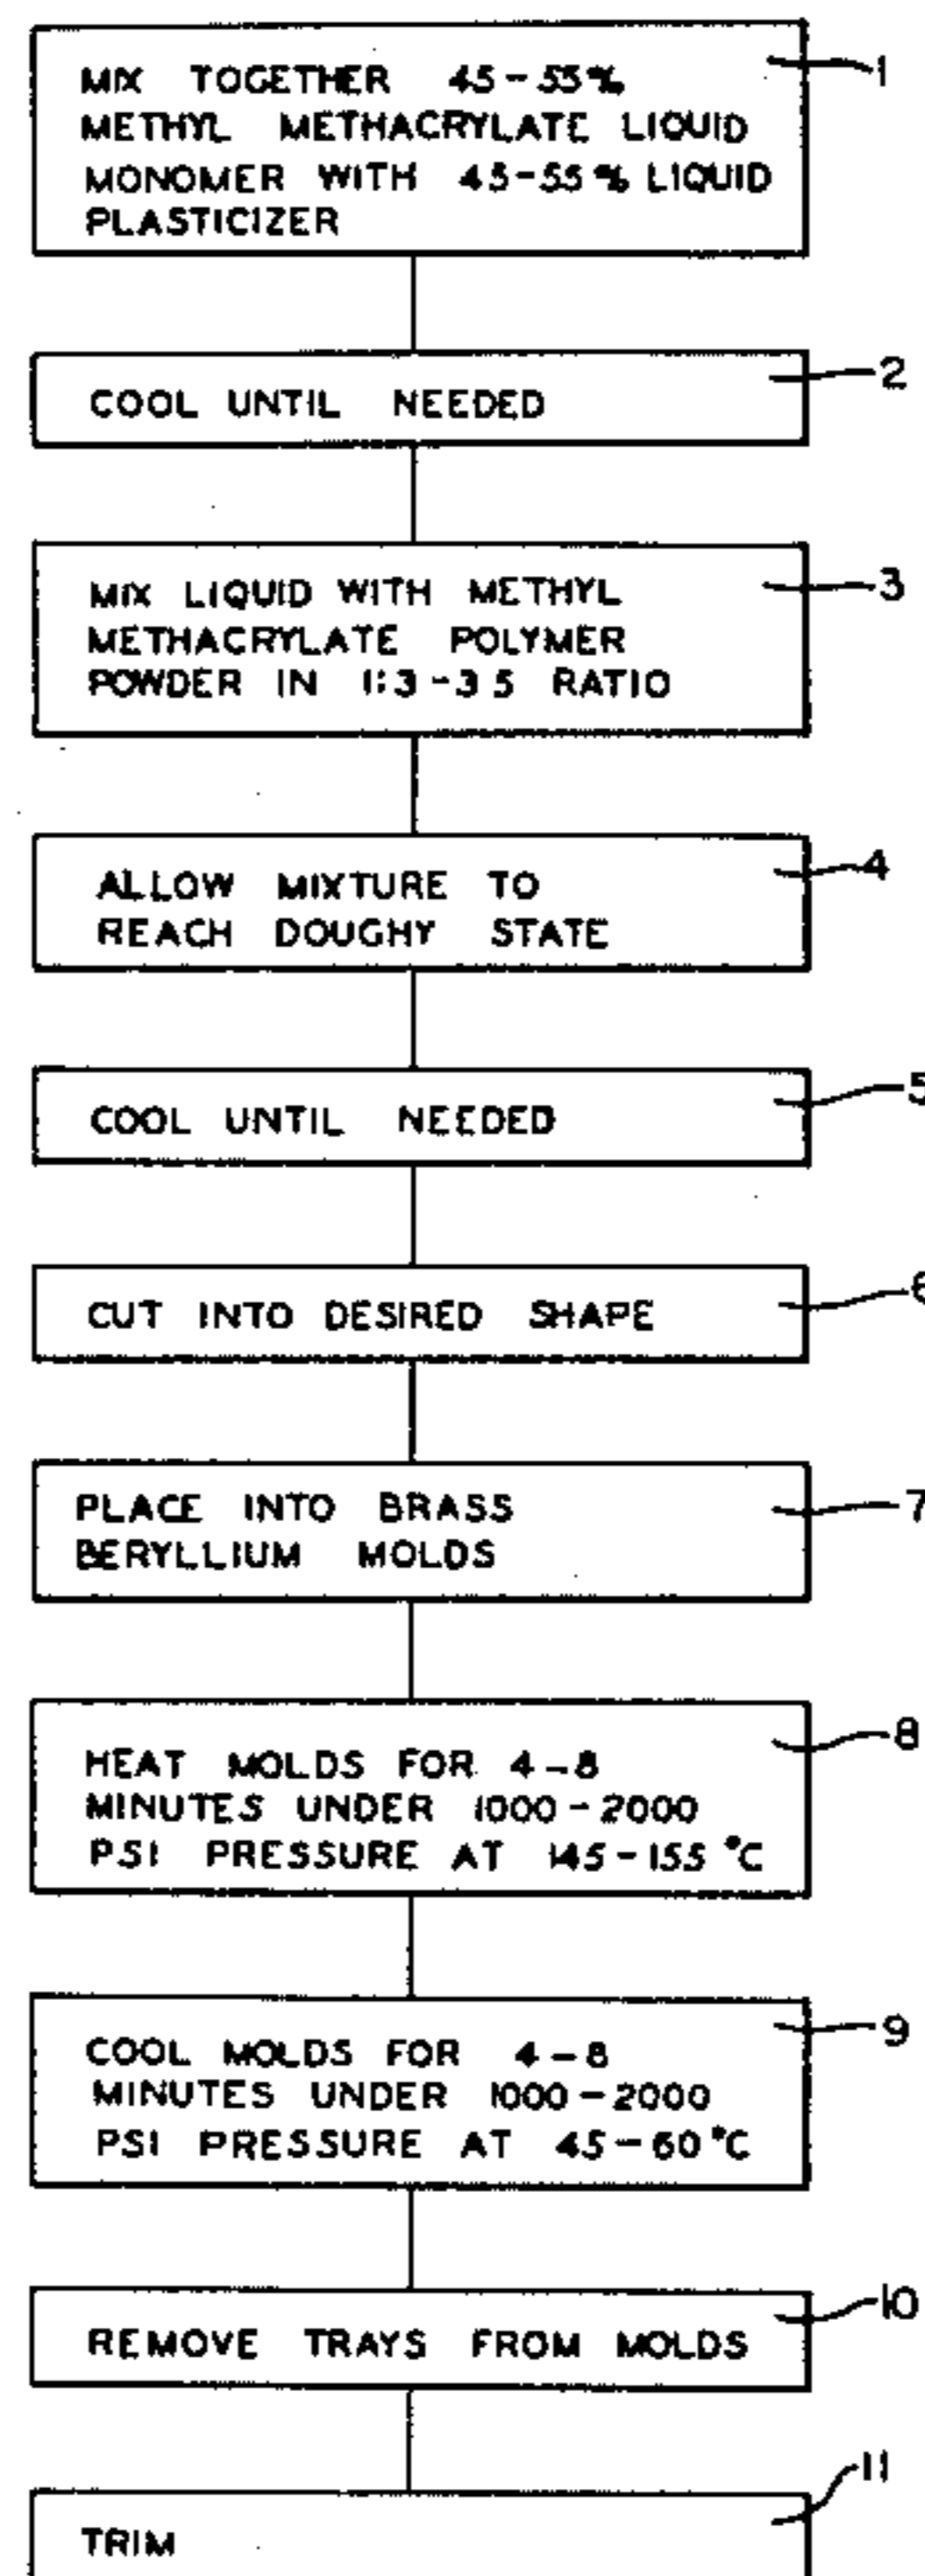 MIX TOGETHER 45-55% 1
METHYL METHACRYLATE LIQUID
MONOMER WITH 45-55% LIQUID
PLASTICIZER
COOL UNTIL NEEDED 2
MIX LIQUID WITH METHYL 3
METHACRYLATE POLYMER
POWDER IN 1:3-3.5 RATIO
ALLOW MIXTURE TO 4
REACH DOUGHY STATE
COOL UNTIL NEEDED 5
CUT INTO DESIRED SHAPE 6
PLACE INTO BRASS 7
BERYLLIUM MOLDS
HEAT MOLDS FOR 4-8 8
MINUTES UNDER 1000-2000
PSI PRESSURE AT 145-155°C
COOL MOLDS FOR 4-8 9
MINUTES UNDER 1000-2000
PSI PRESSURE AT 45-60°C
REMOVE TRAYS FROM MOLDS 10
TRIM 11